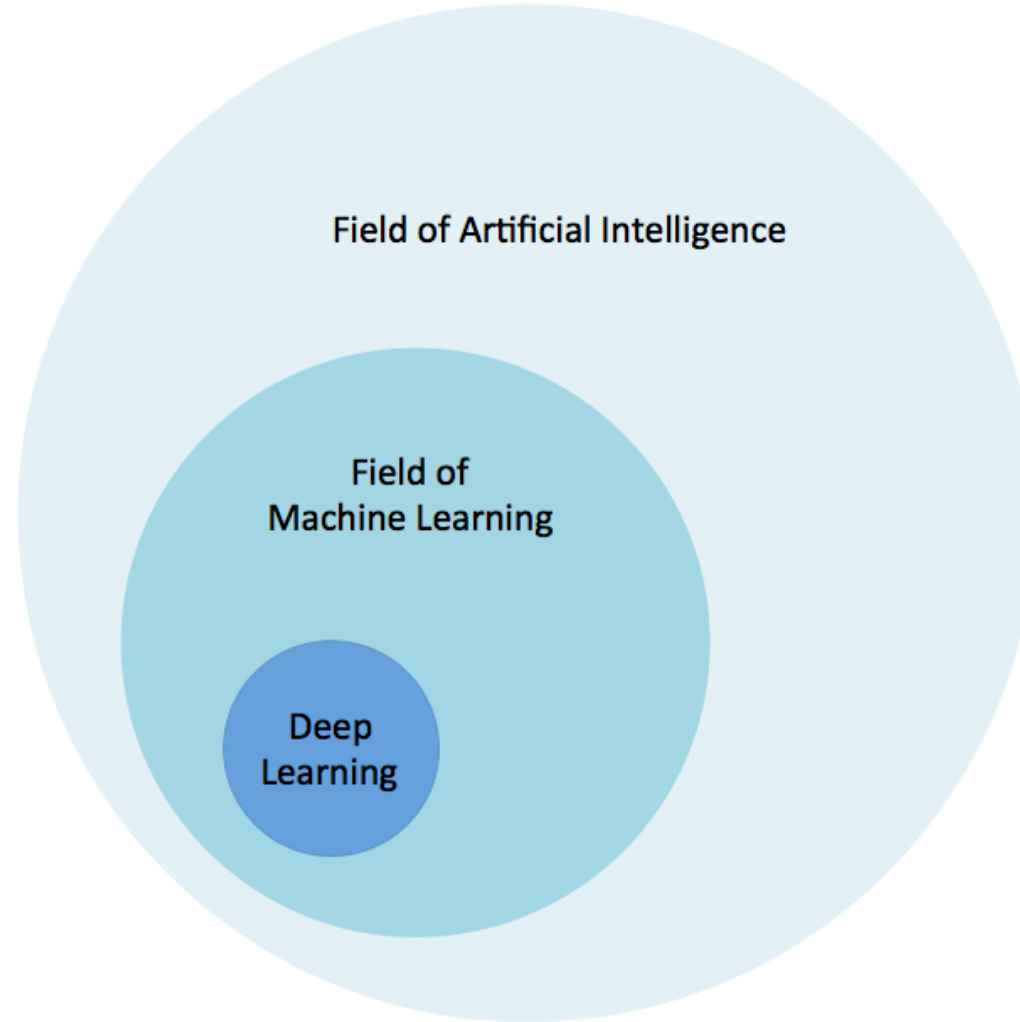 Field of Artificial Intelligence
Field of
Machine Learning
Deep
Learning